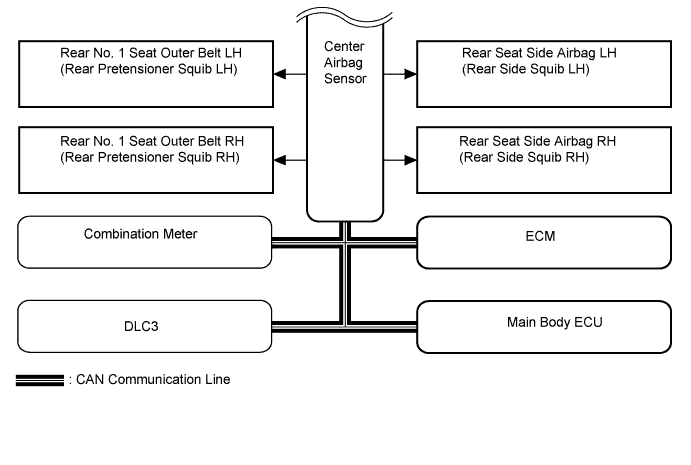 Center
Airbag
Sensor
Rear No. 1 Seat Outer Belt LH
(Rear Pretensioner Squib LH)
Rear Seat Side Airbag LH
(Rear Side Squib LH)
Rear No. 1 Seat Outer Belt RH
(Rear Pretensioner Squib RH)
Rear Seat Side Airbag RH
(Rear Side Squib RH)
Combination Meter
ECM
DLC3
Main Body ECU
: CAN Communication Line